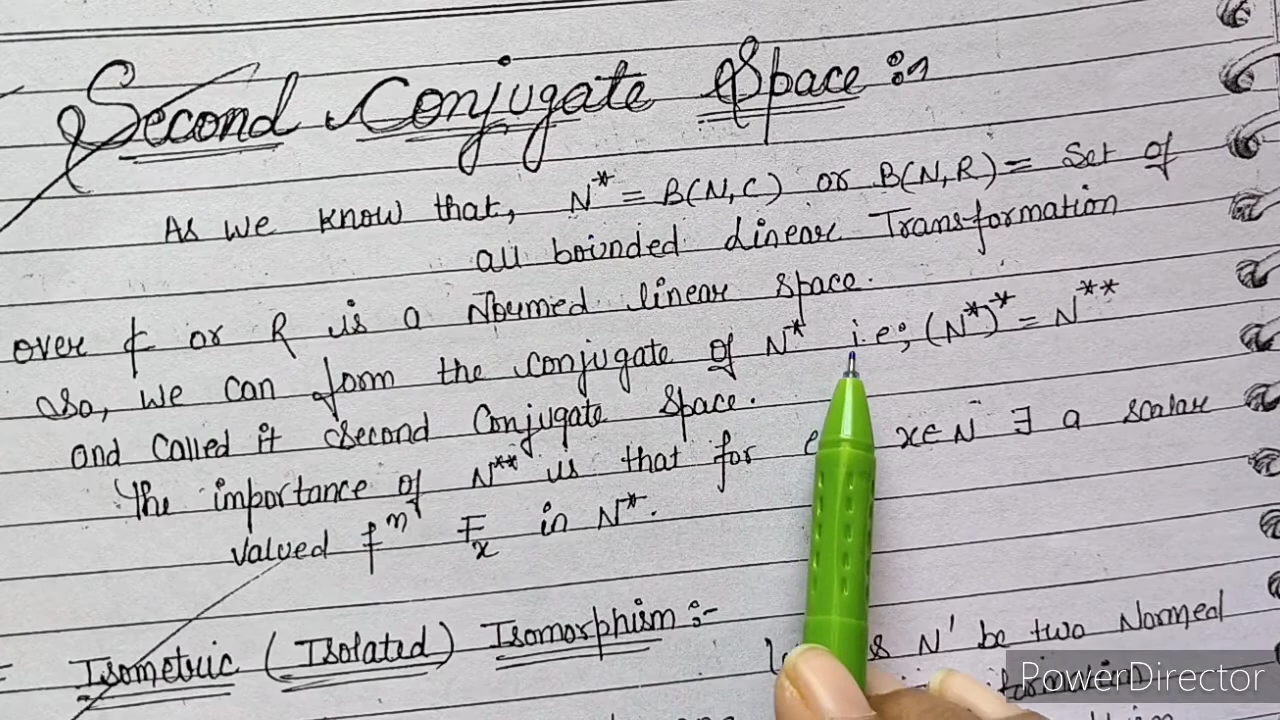 Second Conjugate Space :-
As we know that, N* = B(N, C) or B(N, R) = Set of
all bounded linear Transformation
over ₵ or R is a Normed linear space.
So, we can form the conjugate of N* i.e; (N*)* = N**
and called it Second Conjugate Space.
The importance of N** is that for x∈N ∃ a scalar
valued fⁿ Fx in N*.
Isometric (Isolated) Isomorphism :-
N' be two Normed
PowerDirector